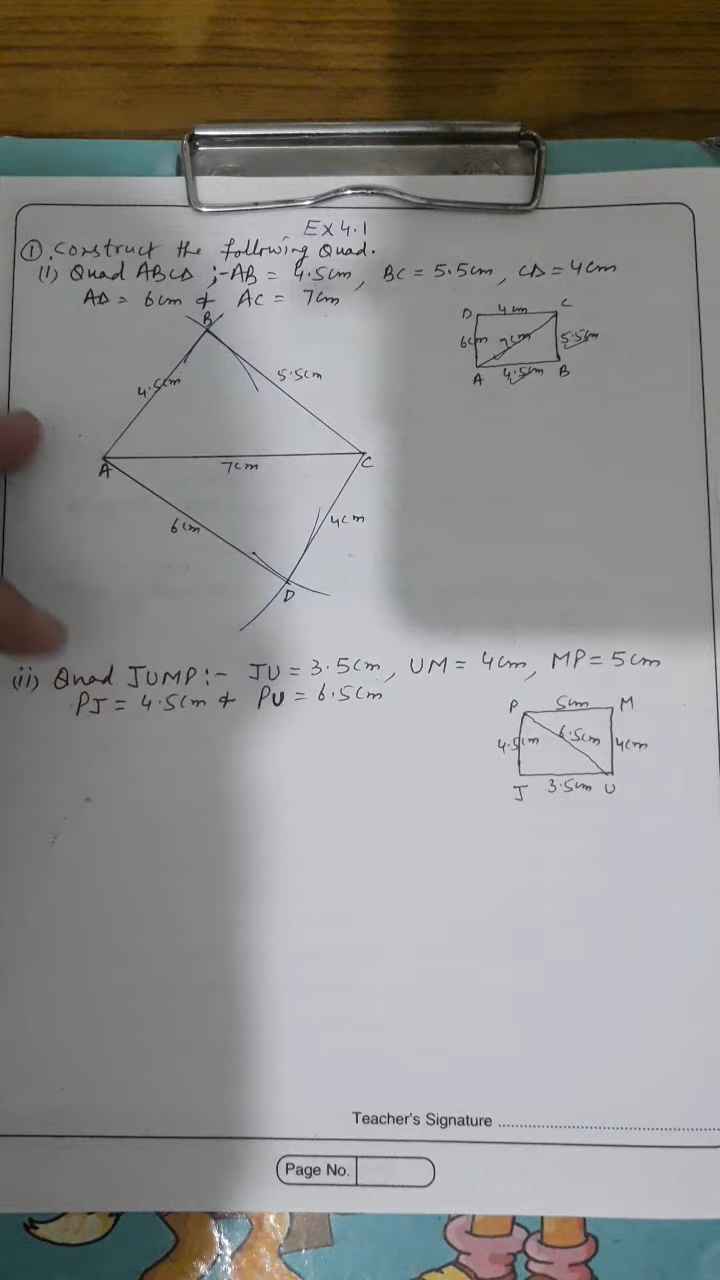 Ex 4.1
① . Construct the following Quad.
(i) Quad ABCD ;- AB = 4.5cm, BC = 5.5cm, CD = 4cm
AD = 6cm & AC = 7cm
D 4cm C
6cm 7cm 5.5cm
A 4.5cm B
B
4.5cm 5.5cm
A 7cm C
6cm 4cm
D
(ii) Quad JUMP :- JU = 3.5cm, UM = 4cm, MP = 5cm
PJ = 4.5cm & PU = 6.5cm
P 5cm M
4.5cm 6.5cm 4cm
J 3.5cm U
Teacher's Signature ........................................
Page No.